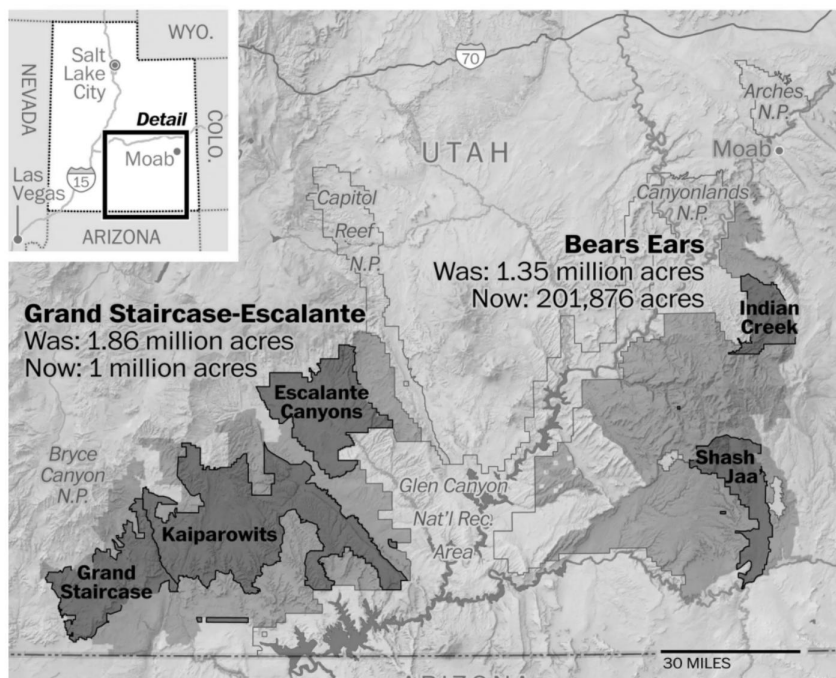 WYO.
Salt
Lake
City
NEVADA
Detail
COLO.
Moab
Las
Vegas
15
ARIZONA
70
Arches
N.P.
UTAH
Moab
Capitol
Reef
N.P.
Canyonlands
N.P.
Bears Ears
Was: 1.35 million acres
Now: 201,876 acres
Grand Staircase-Escalante
Was: 1.86 million acres
Now: 1 million acres
Indian
Creek
Escalante
Canyons
Bryce
Canyon
N.P.
Shash
Jaa'
Glen Canyon
Nat'l Rec.
Area
Kaiparowits
Grand
Staircase
30 MILES
ARIZONA